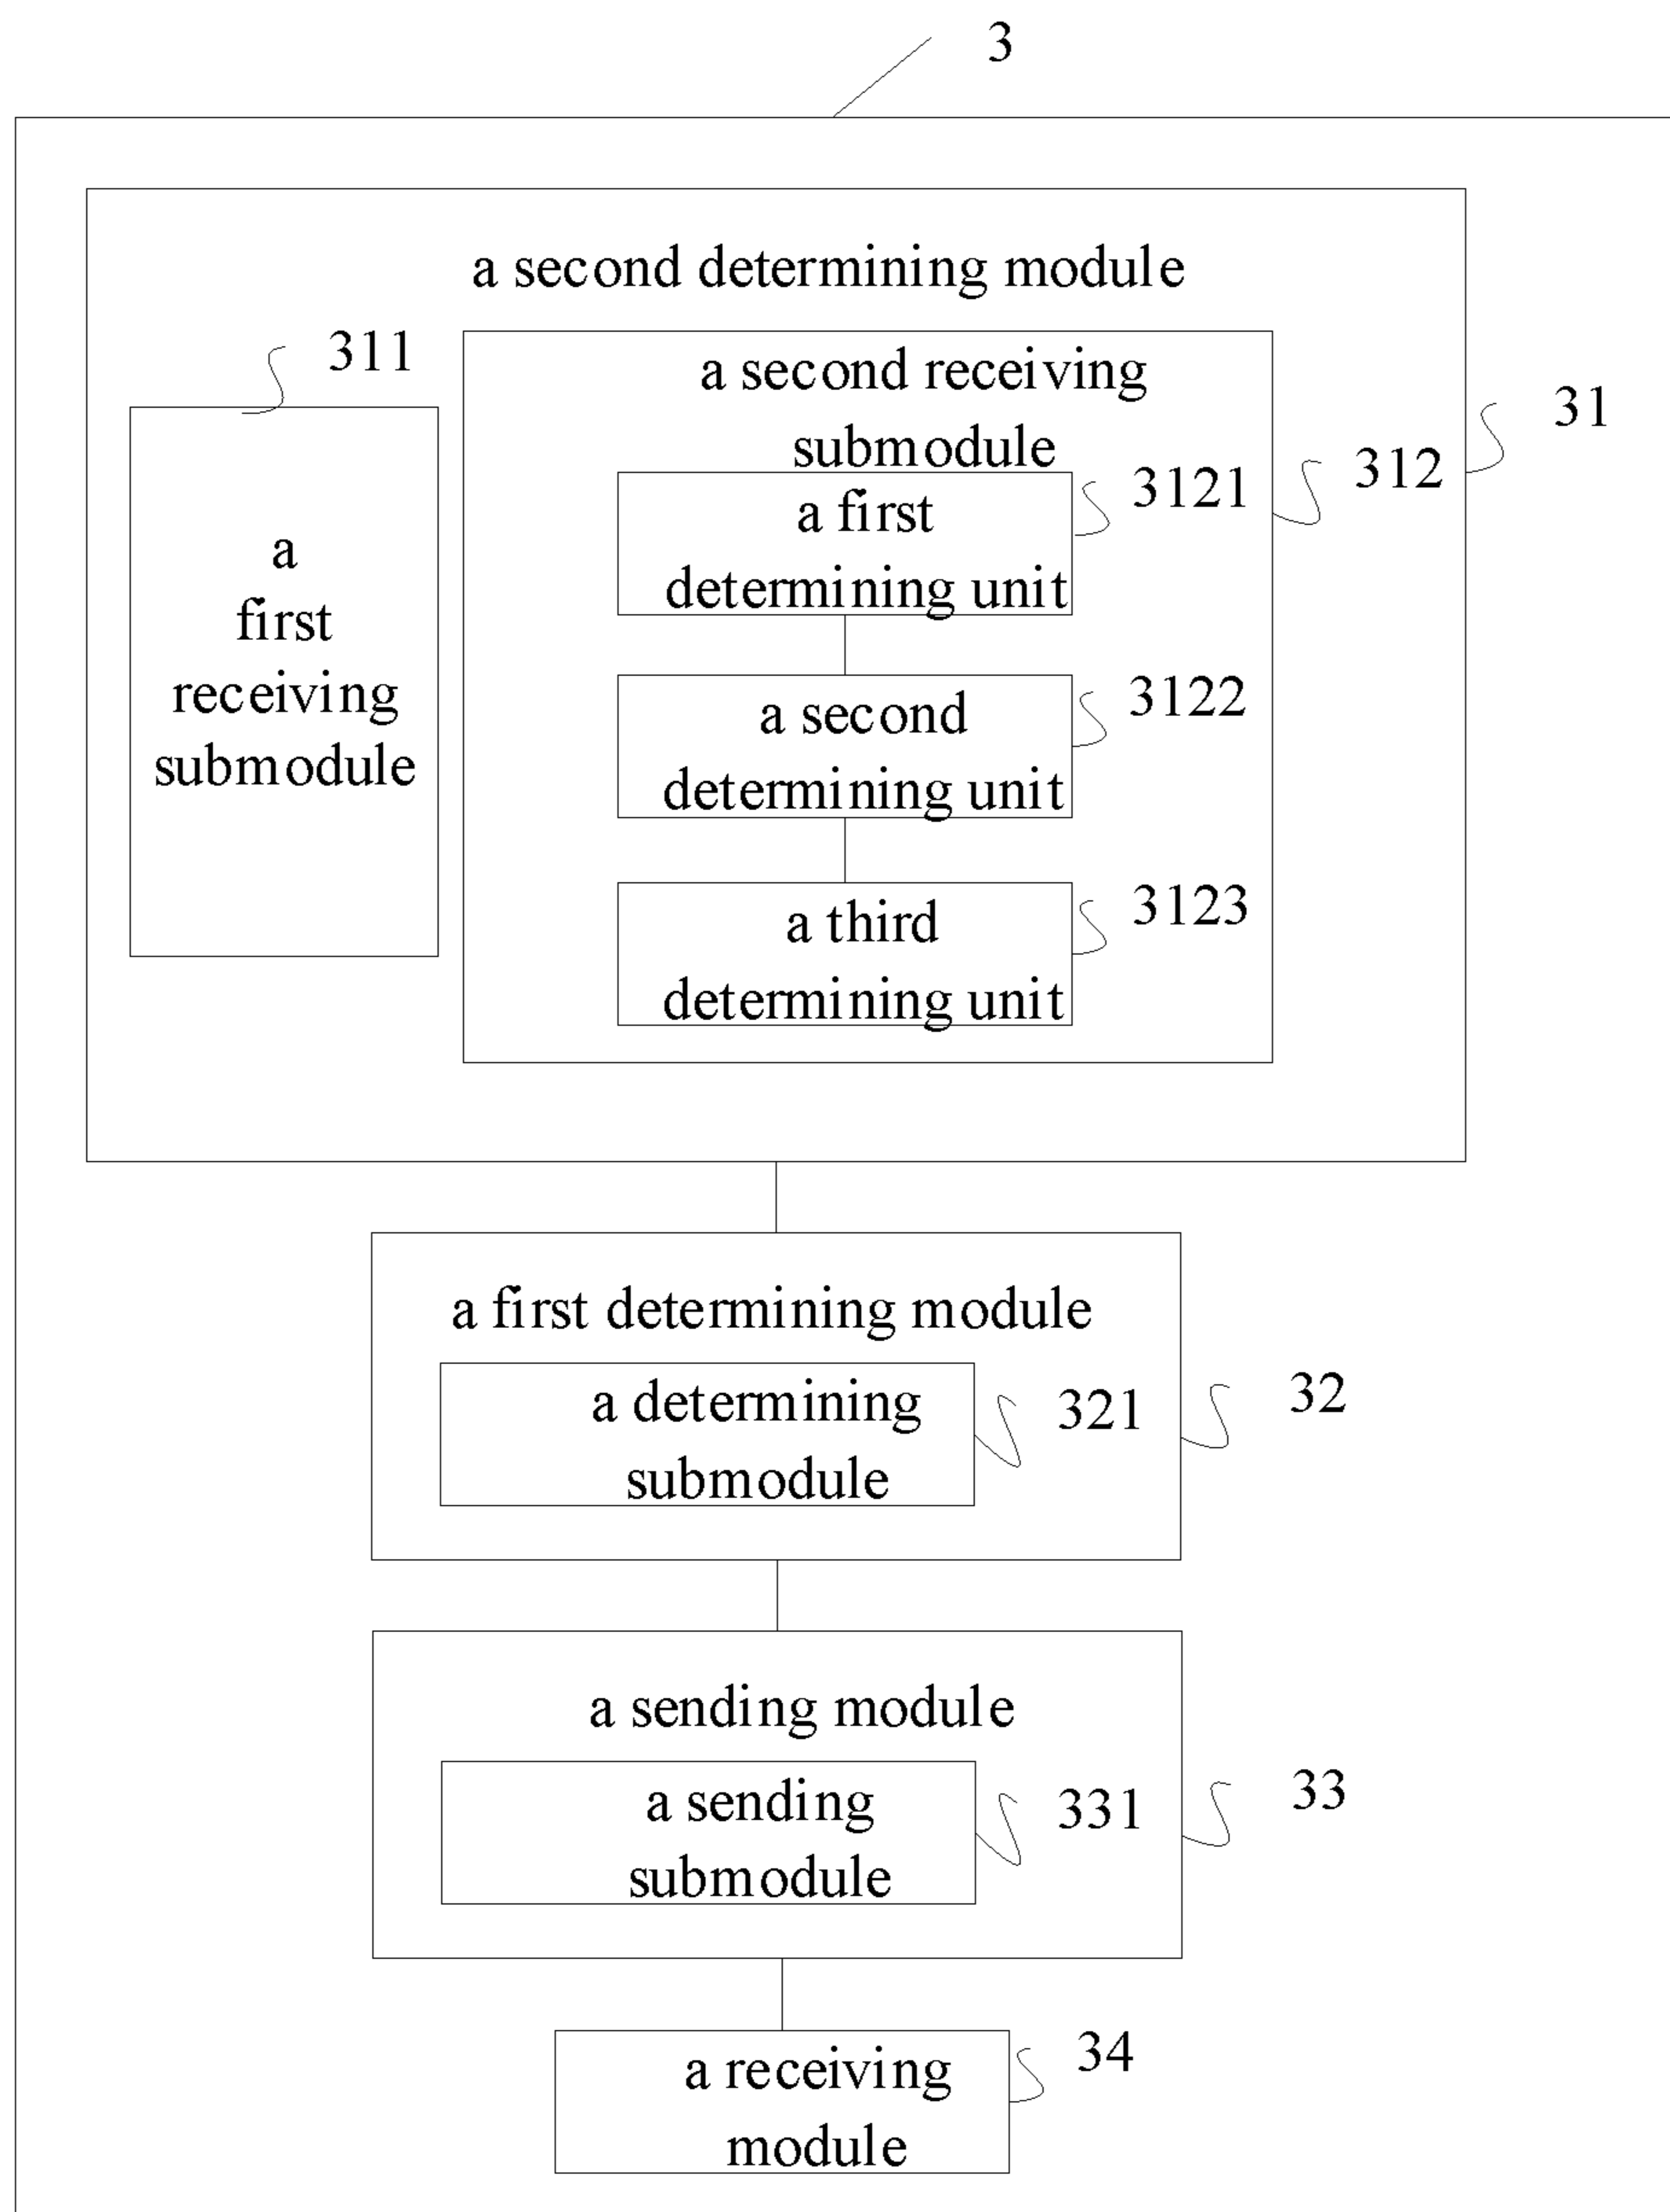 3
a second determining module
311
a second receiving
submodule
31
312
a
first
receiving
submodule
a first
determining unit
3121
a second
determining unit
3122
a third
determining unit
3123
a first determining module
a determining
submodule
321
32
a sending module
a sending
submodule
331
33
a receiving
module
34